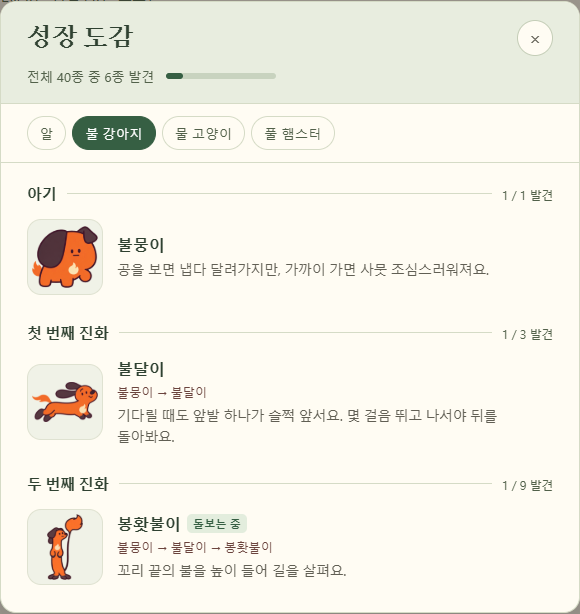 성장 도감
×
전체 40종 중 6종 발견
알
불 강아지
물 고양이
풀 햄스터
아기
1 / 1 발견
불뭉이
공을 보면 냅다 달려가지만, 가까이 가면 사뭇 조심스러워져요.
첫 번째 진화
1 / 3 발견
불달이
불뭉이 → 불달이
기다릴 때도 앞발 하나가 슬쩍 앞서요. 몇 걸음 뛰고 나서야 뒤를
돌아봐요.
두 번째 진화
1 / 9 발견
봉홧불이
돌보는 중
불뭉이 → 불달이 → 봉홧불이
꼬리 끝의 불을 높이 들어 길을 살펴요.